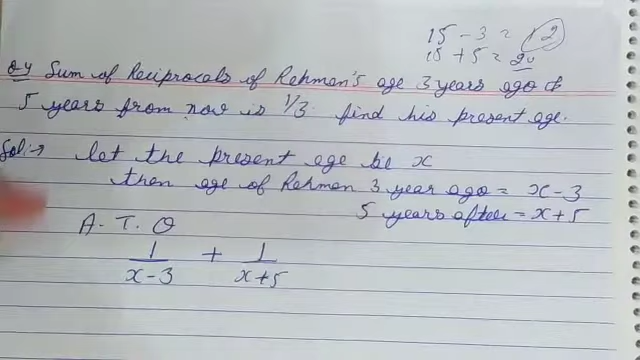 15 - 3 = 12
15 + 5 = 20
Q4 Sum of Reciprocals of Rehman's age 3 years ago &
5 years from now is 1/3. find his present age.
Sol:→ let the present age be x
then age of Rehman 3 year ago = x-3
5 years after = x+5
A.T.Q
1/(x-3) + 1/(x+5)